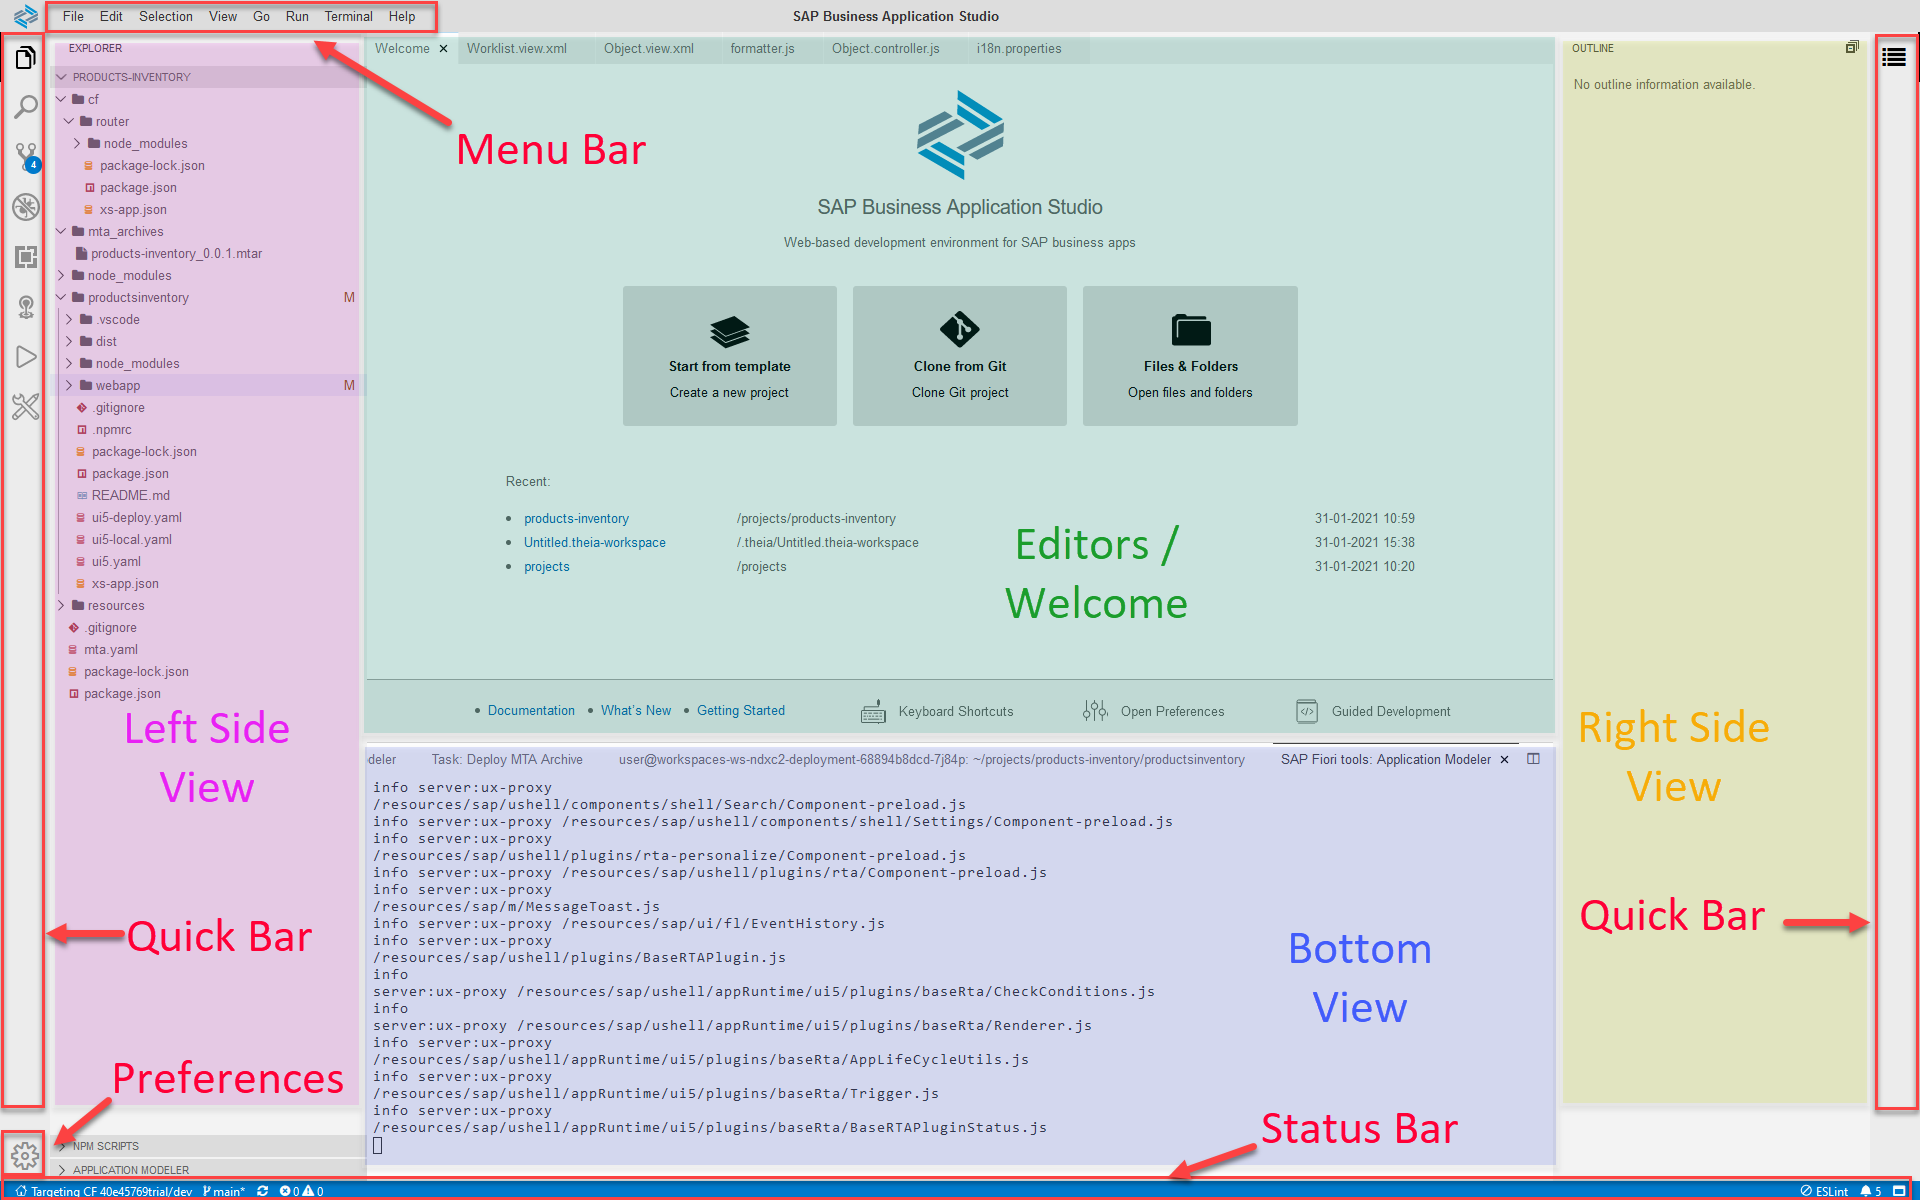 File Edit Selection View Go Run Terminal Help
SAP Business Application Studio
EXPLORER
PRODUCTS-INVENTORY
cf
router
node_modules
package-lock.json
package.json
xs-app.json
mta_archives
products-inventory_0.0.1.mtar
node_modules
productsinventory M
.vscode
dist
node_modules
webapp M
.gitignore
.npmrc
package-lock.json
package.json
README.md
ui5-deploy.yaml
ui5-local.yaml
ui5.yaml
xs-app.json
resources
.gitignore
mta.yaml
package-lock.json
package.json
4
Left Side
View
Quick Bar
Preferences
NPM SCRIPTS
APPLICATION MODELER
Menu Bar
Welcome Worklist.view.xml Object.view.xml formatter.js Object.controller.js i18n.properties
SAP Business Application Studio
Web-based development environment for SAP business apps
Start from template
Create a new project
Clone from Git
Clone Git project
Files & Folders
Open files and folders
Recent:
products-inventory /projects/products-inventory 31-01-2021 10:59
Untitled.theia-workspace /.theia/Untitled.theia-workspace 31-01-2021 15:38
projects /projects 31-01-2021 10:20
Editors /
Welcome
Documentation What's New Getting Started Keyboard Shortcuts Open Preferences Guided Development
deler Task: Deploy MTA Archive user@workspaces-ws-ndxc2-deployment-68894b8dcd-7j84p: ~/projects/products-inventory/productsinventory SAP Fiori tools: Application Modeler
info server:ux-proxy
/resources/sap/ushell/components/shell/Search/Component-preload.js
info server:ux-proxy /resources/sap/ushell/components/shell/Settings/Component-preload.js
info server:ux-proxy
/resources/sap/ushell/plugins/rta-personalize/Component-preload.js
info server:ux-proxy /resources/sap/ushell/plugins/rta/Component-preload.js
info server:ux-proxy
/resources/sap/m/MessageToast.js
info server:ux-proxy /resources/sap/ui/fl/EventHistory.js
info server:ux-proxy
/resources/sap/ushell/plugins/BaseRTAPlugin.js
info
server:ux-proxy /resources/sap/ushell/appRuntime/ui5/plugins/baseRta/CheckConditions.js
info
server:ux-proxy /resources/sap/ushell/appRuntime/ui5/plugins/baseRta/Renderer.js
info server:ux-proxy
/resources/sap/ushell/appRuntime/ui5/plugins/baseRta/AppLifeCycleUtils.js
info server:ux-proxy
/resources/sap/ushell/appRuntime/ui5/plugins/baseRta/Trigger.js
info server:ux-proxy
/resources/sap/ushell/appRuntime/ui5/plugins/baseRta/BaseRTAPluginStatus.js
Bottom
View
Status Bar
OUTLINE
No outline information available.
Right Side
View
Quick Bar
Targeting CF 40e45769trial/dev main* 0 0 ESLint 5